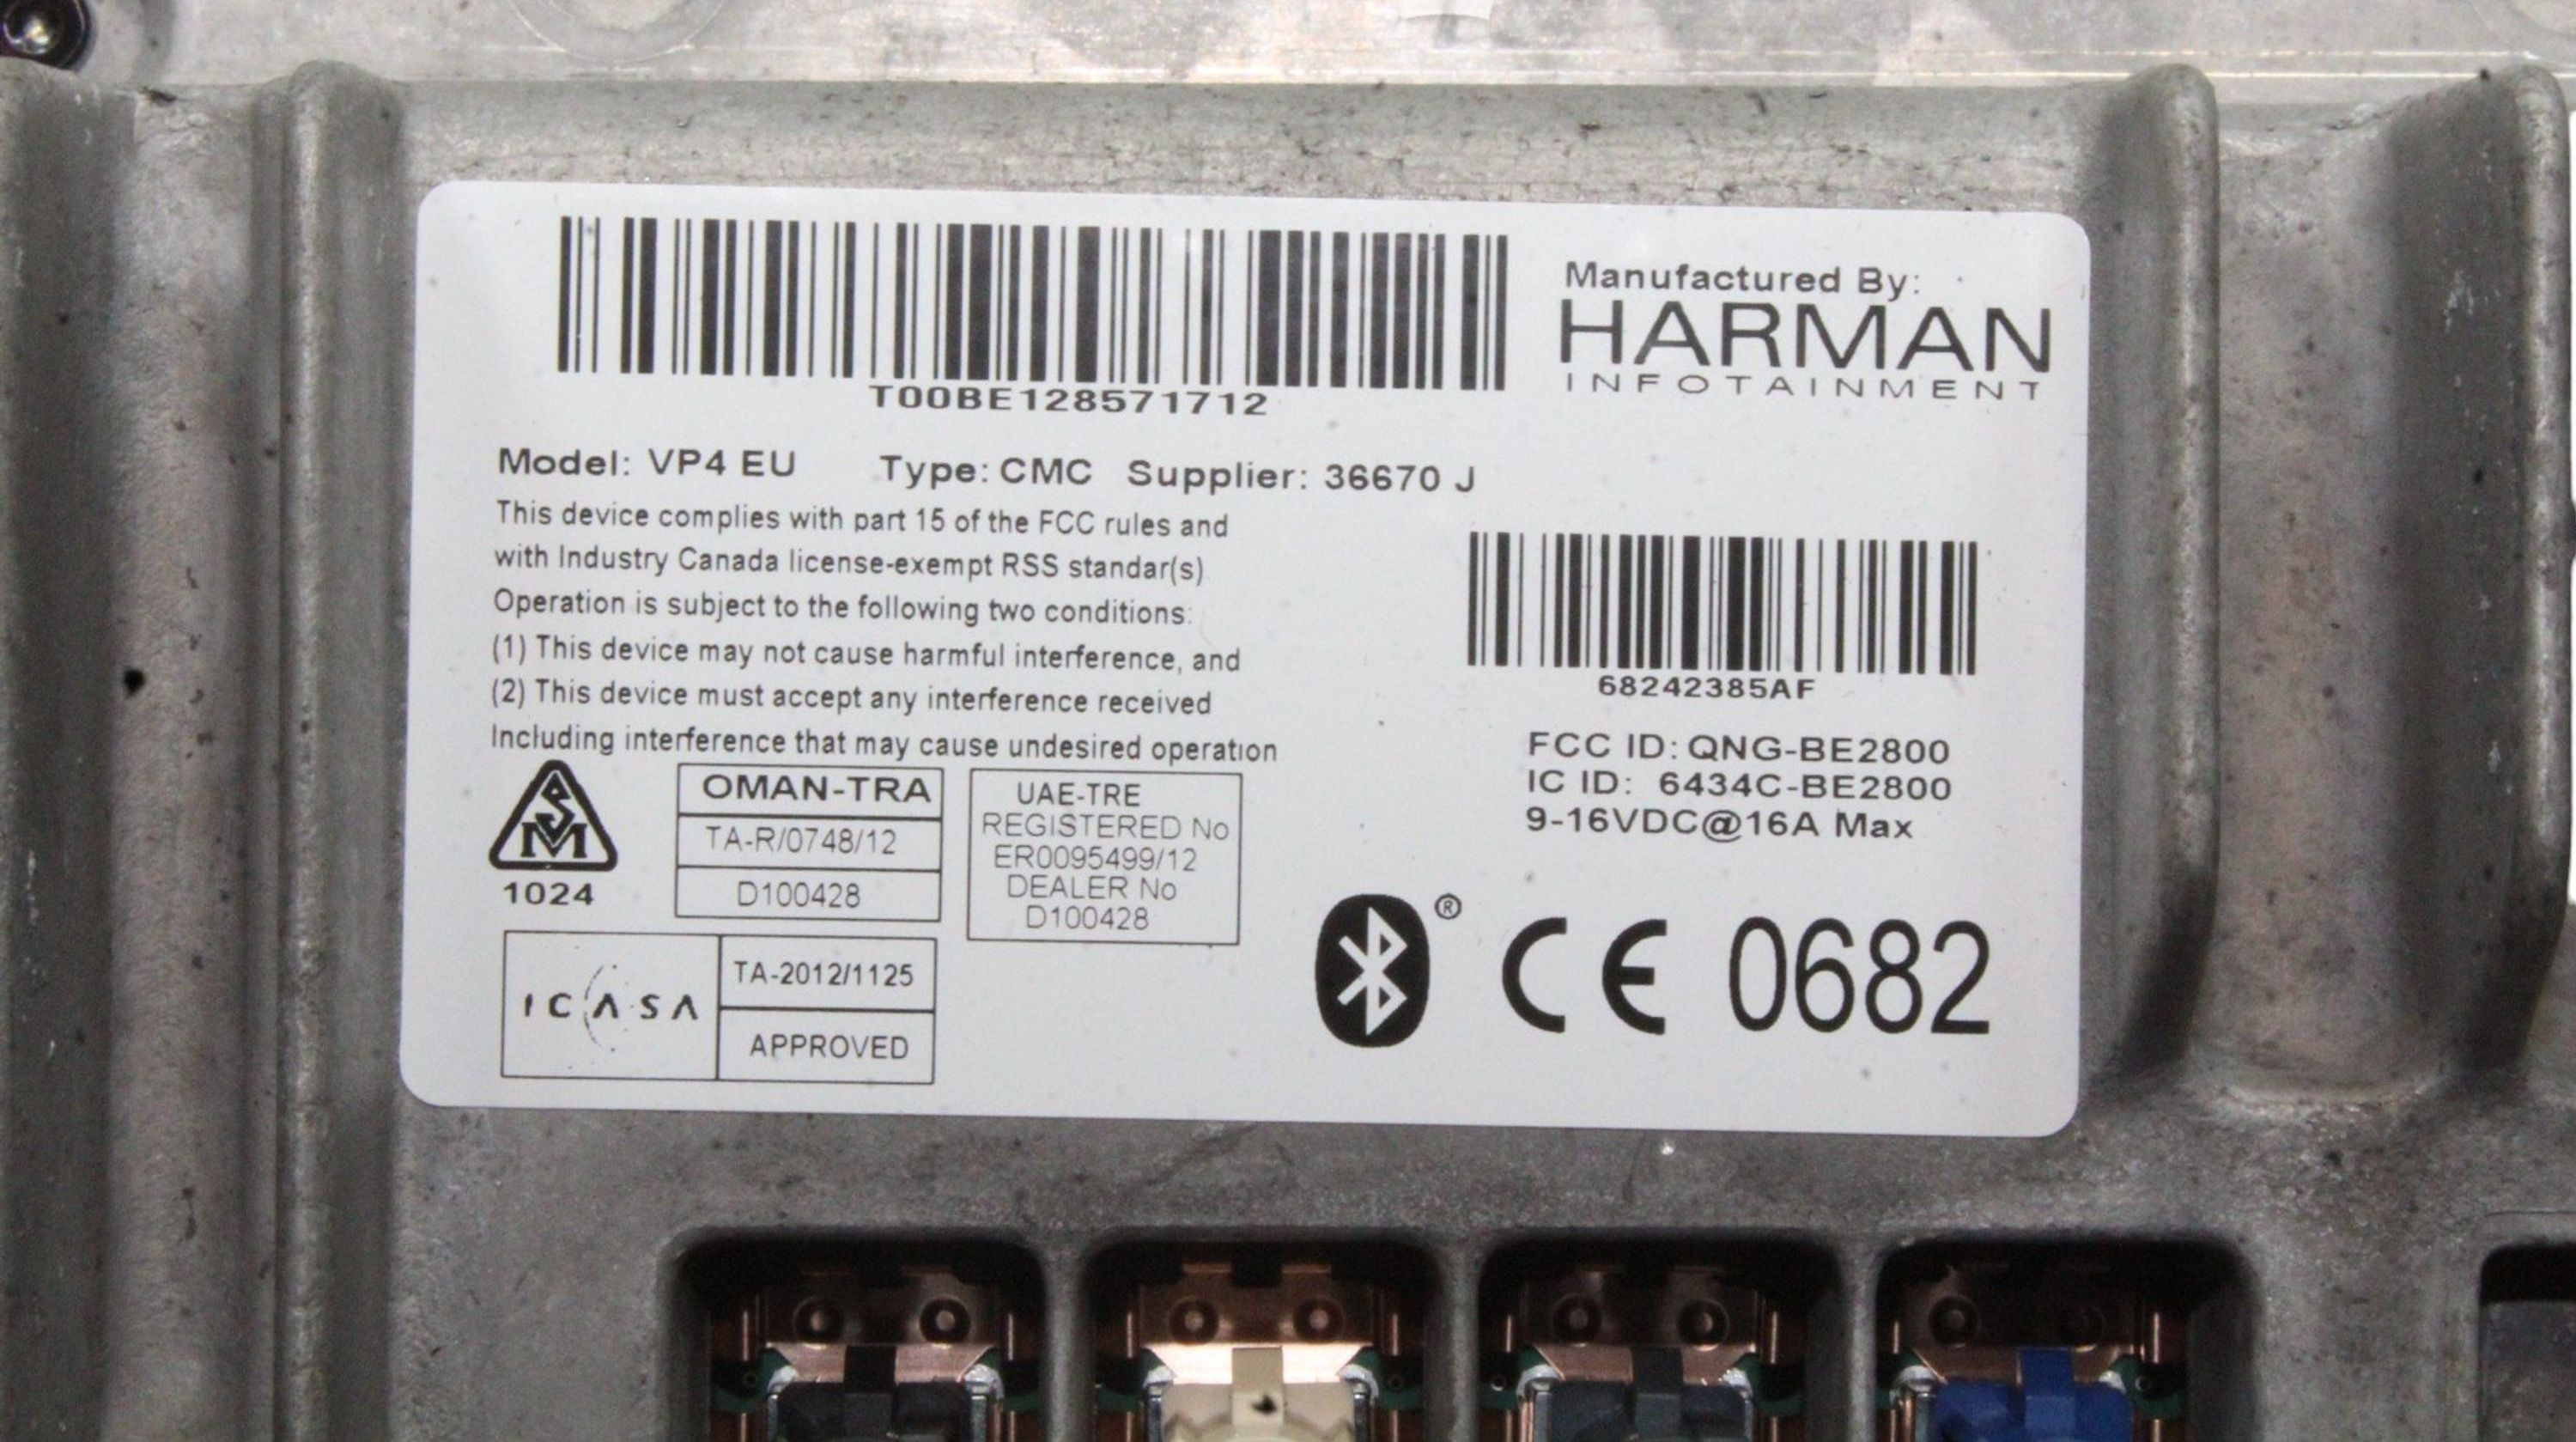 T00BE128571712
Manufactured By:
HARMAN
INFOTAINMENT
Model: VP4 EU Type: CMC Supplier: 36670 J
This device complies with part 15 of the FCC rules and
with Industry Canada license-exempt RSS standar(s)
Operation is subject to the following two conditions:
(1) This device may not cause harmful interference, and
(2) This device must accept any interference received
Including interference that may cause undesired operation
68242385AF
FCC ID: QNG-BE2800
IC ID: 6434C-BE2800
9-16VDC@16A Max
SM
1024
OMAN-TRA
TA-R/0748/12
D100428
UAE-TRE
REGISTERED No
ER0095499/12
DEALER No
D100428
ICASA
TA-2012/1125
APPROVED
® CE 0682